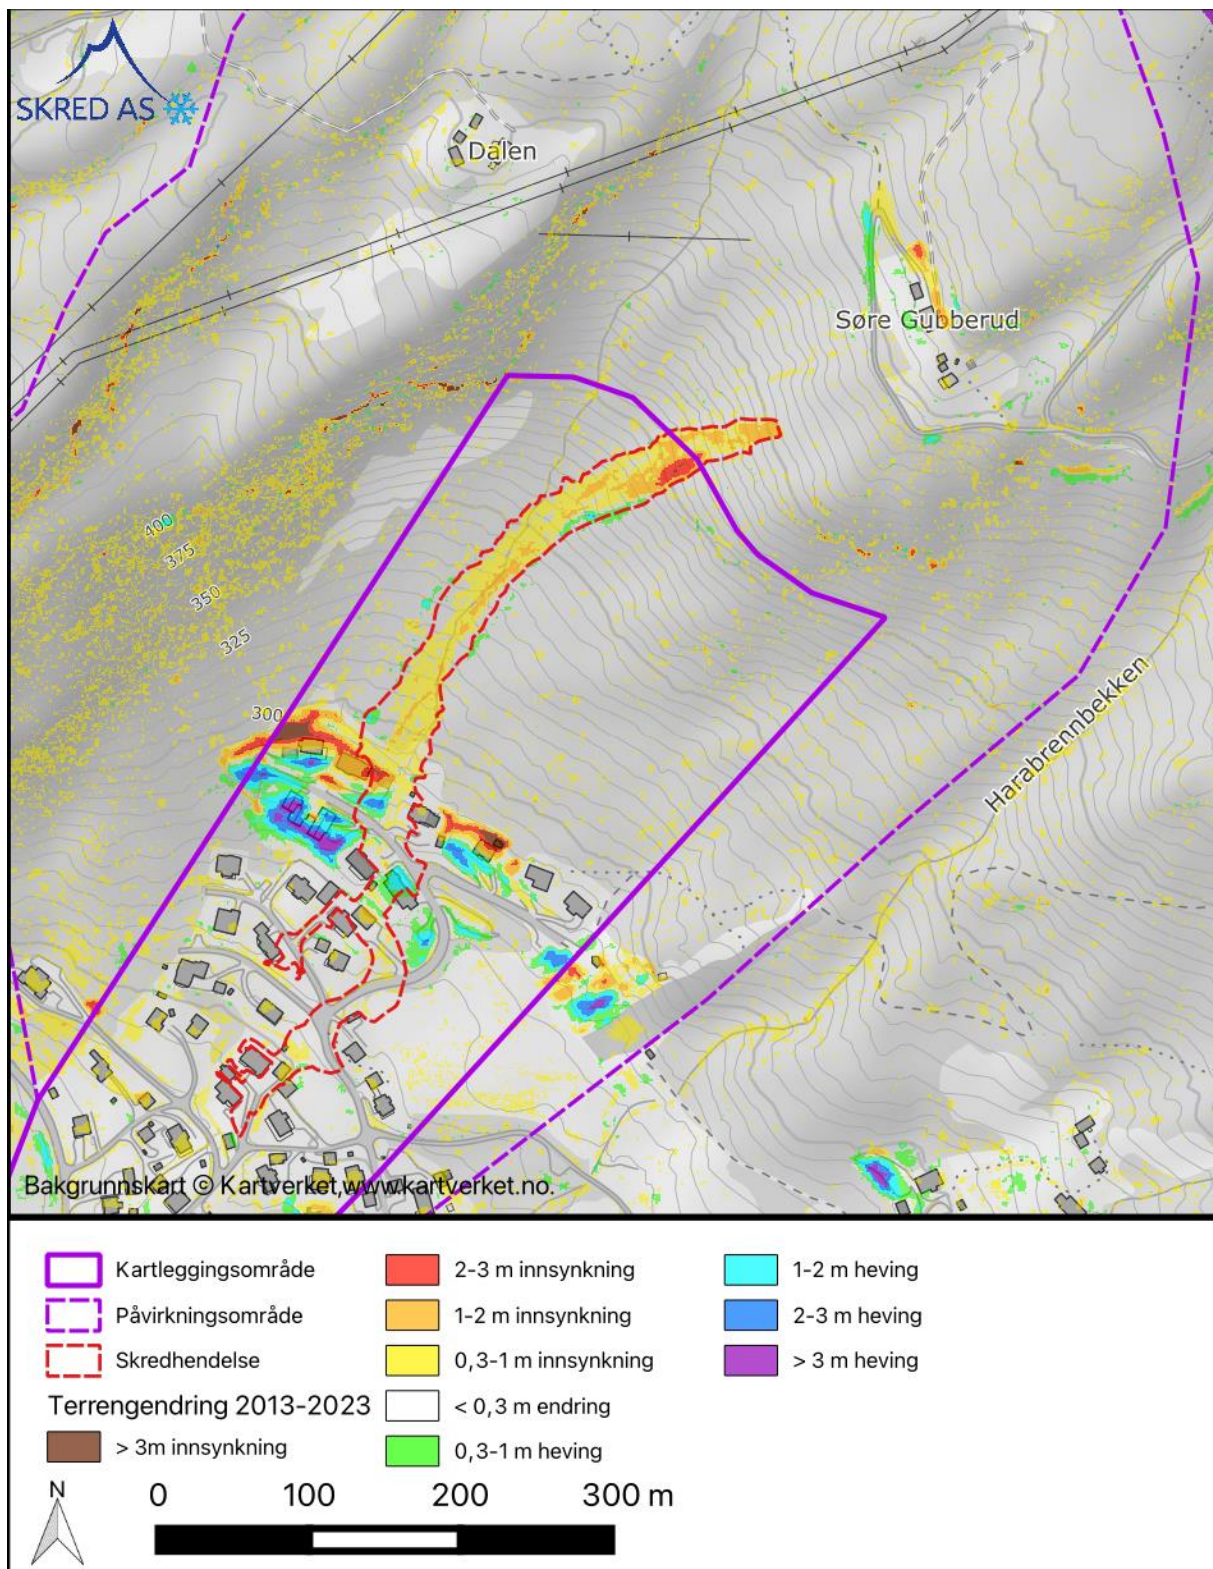 SKRED AS
Dalen
Søre Gubberud
400
375
350
325
300
Harabrennbekken
Bakgrunnskart © Kartverket,www.kartverket.no.
Kartleggingsområde
Påvirkningsområde
Skredhendelse
Terrengendring 2013-2023
> 3m innsynkning
2-3 m innsynkning
1-2 m innsynkning
0,3-1 m innsynkning
< 0,3 m endring
0,3-1 m heving
1-2 m heving
2-3 m heving
> 3 m heving
N
0 100 200 300 m